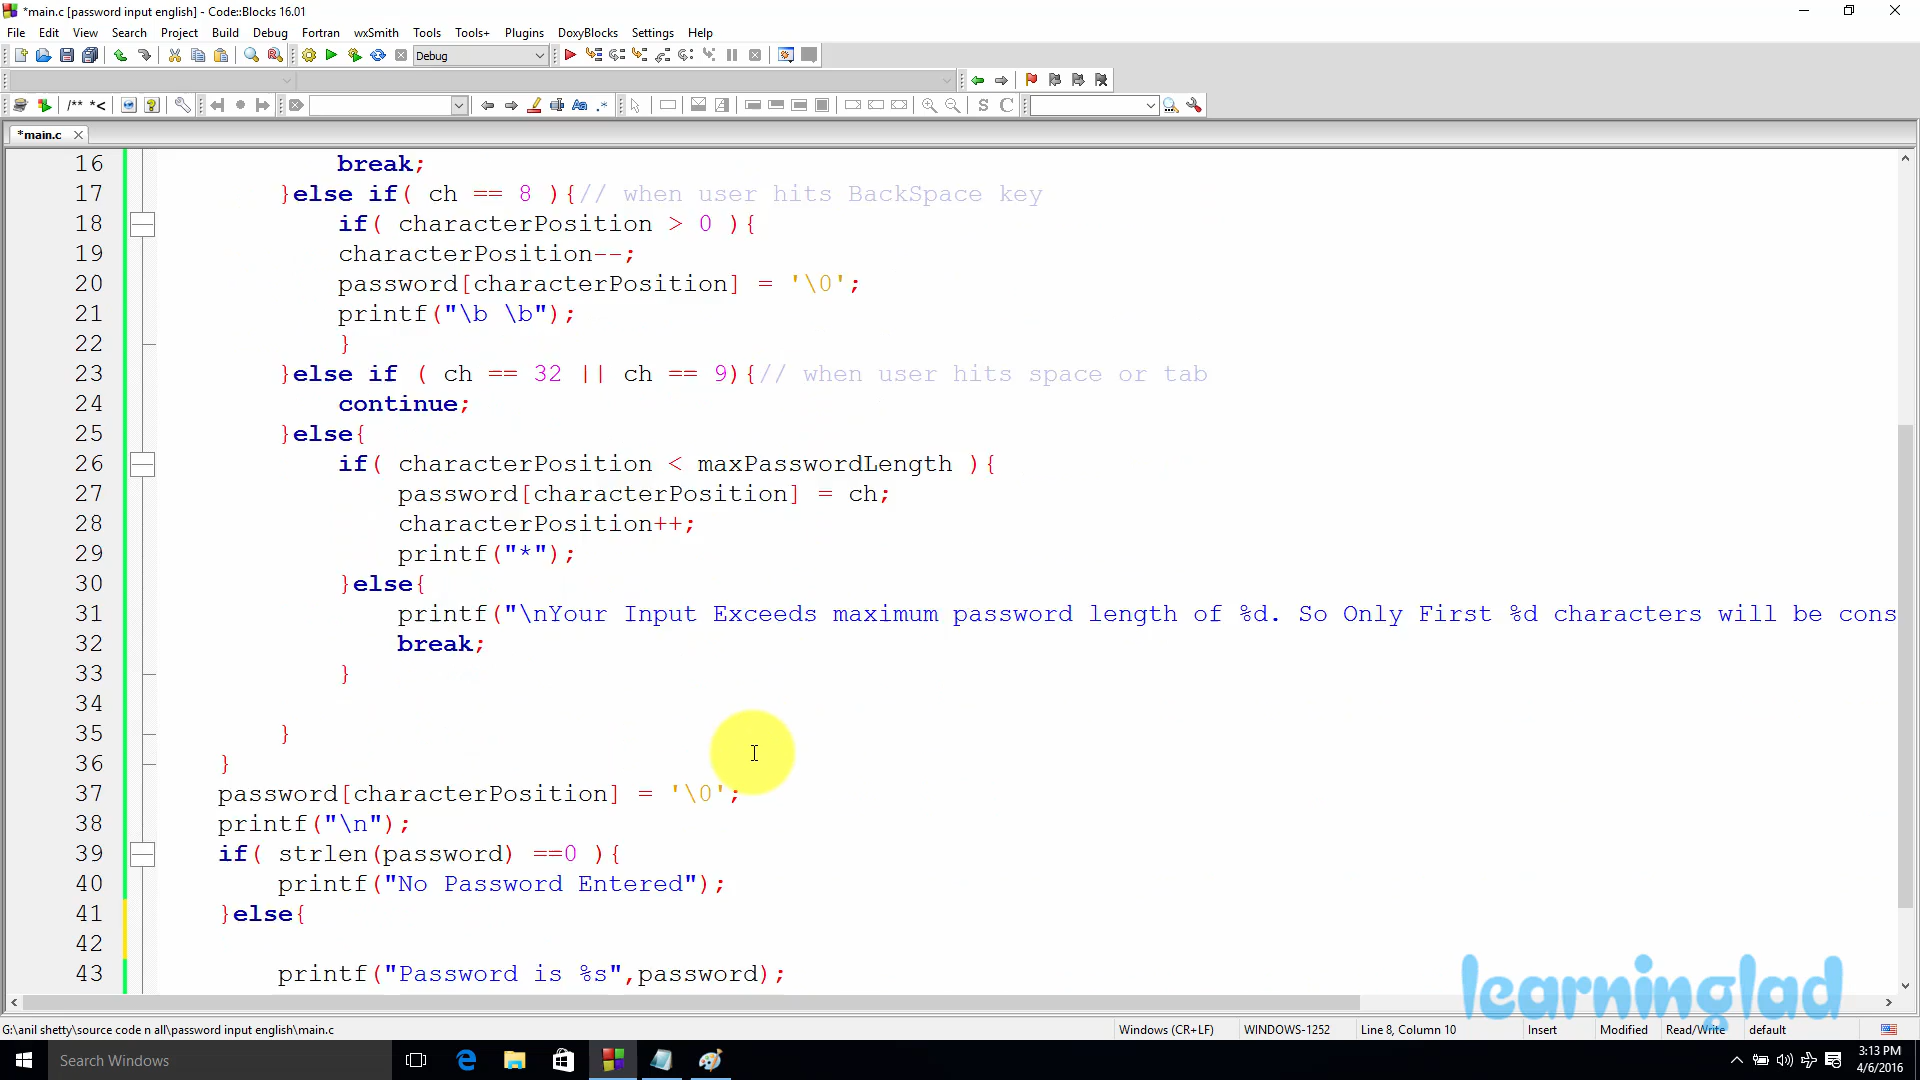 *main.c [password input english] - Code::Blocks 16.01
File Edit View Search Project Build Debug Fortran wxSmith Tools Tools+ Plugins DoxyBlocks Settings Help
Debug
/** *<
Aa .*
S C
*main.c
16 break;
17 }else if( ch == 8 ){// when user hits BackSpace key
18 if( characterPosition > 0 ){
19 characterPosition--;
20 password[characterPosition] = '\0';
21 printf("\b \b");
22 }
23 }else if ( ch == 32 || ch == 9){// when user hits space or tab
24 continue;
25 }else{
26 if( characterPosition < maxPasswordLength ){
27 password[characterPosition] = ch;
28 characterPosition++;
29 printf("*");
30 }else{
31 printf("\nYour Input Exceeds maximum password length of %d. So Only First %d characters will be cons
32 break;
33 }
34
35 }
36 }
37 password[characterPosition] = '\0';
38 printf("\n");
39 if( strlen(password) ==0 ){
40 printf("No Password Entered");
41 }else{
42
43 printf("Password is %s",password);
learninglad
G:\anil shetty\source code n all\password input english\main.c Windows (CR+LF) WINDOWS-1252 Line 8, Column 10 Insert Modified Read/Write default
Search Windows
3:13 PM
4/6/2016